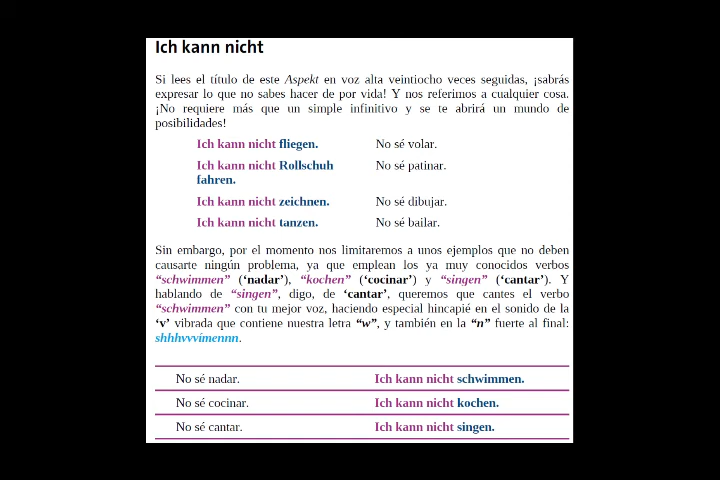 Ich kann nicht
Si lees el título de este Aspekt en voz alta veintiocho veces seguidas, ¡sabrás
expresar lo que no sabes hacer de por vida! Y nos referimos a cualquier cosa.
¡No requiere más que un simple infinitivo y se te abrirá un mundo de
posibilidades!
Ich kann nicht fliegen. No sé volar.
Ich kann nicht Rollschuh No sé patinar.
fahren.
Ich kann nicht zeichnen. No sé dibujar.
Ich kann nicht tanzen. No sé bailar.
Sin embargo, por el momento nos limitaremos a unos ejemplos que no deben
causarte ningún problema, ya que emplean los ya muy conocidos verbos
“schwimmen” (‘nadar’), “kochen” (‘cocinar’) y “singen” (‘cantar’). Y
hablando de “singen”, digo, de ‘cantar’, queremos que cantes el verbo
“schwimmen” con tu mejor voz, haciendo especial hincapié en el sonido de la
‘v’ vibrada que contiene nuestra letra “w”, y también en la “n” fuerte al final:
shhhvvvímennn.
No sé nadar. Ich kann nicht schwimmen.
No sé cocinar. Ich kann nicht kochen.
No sé cantar. Ich kann nicht singen.